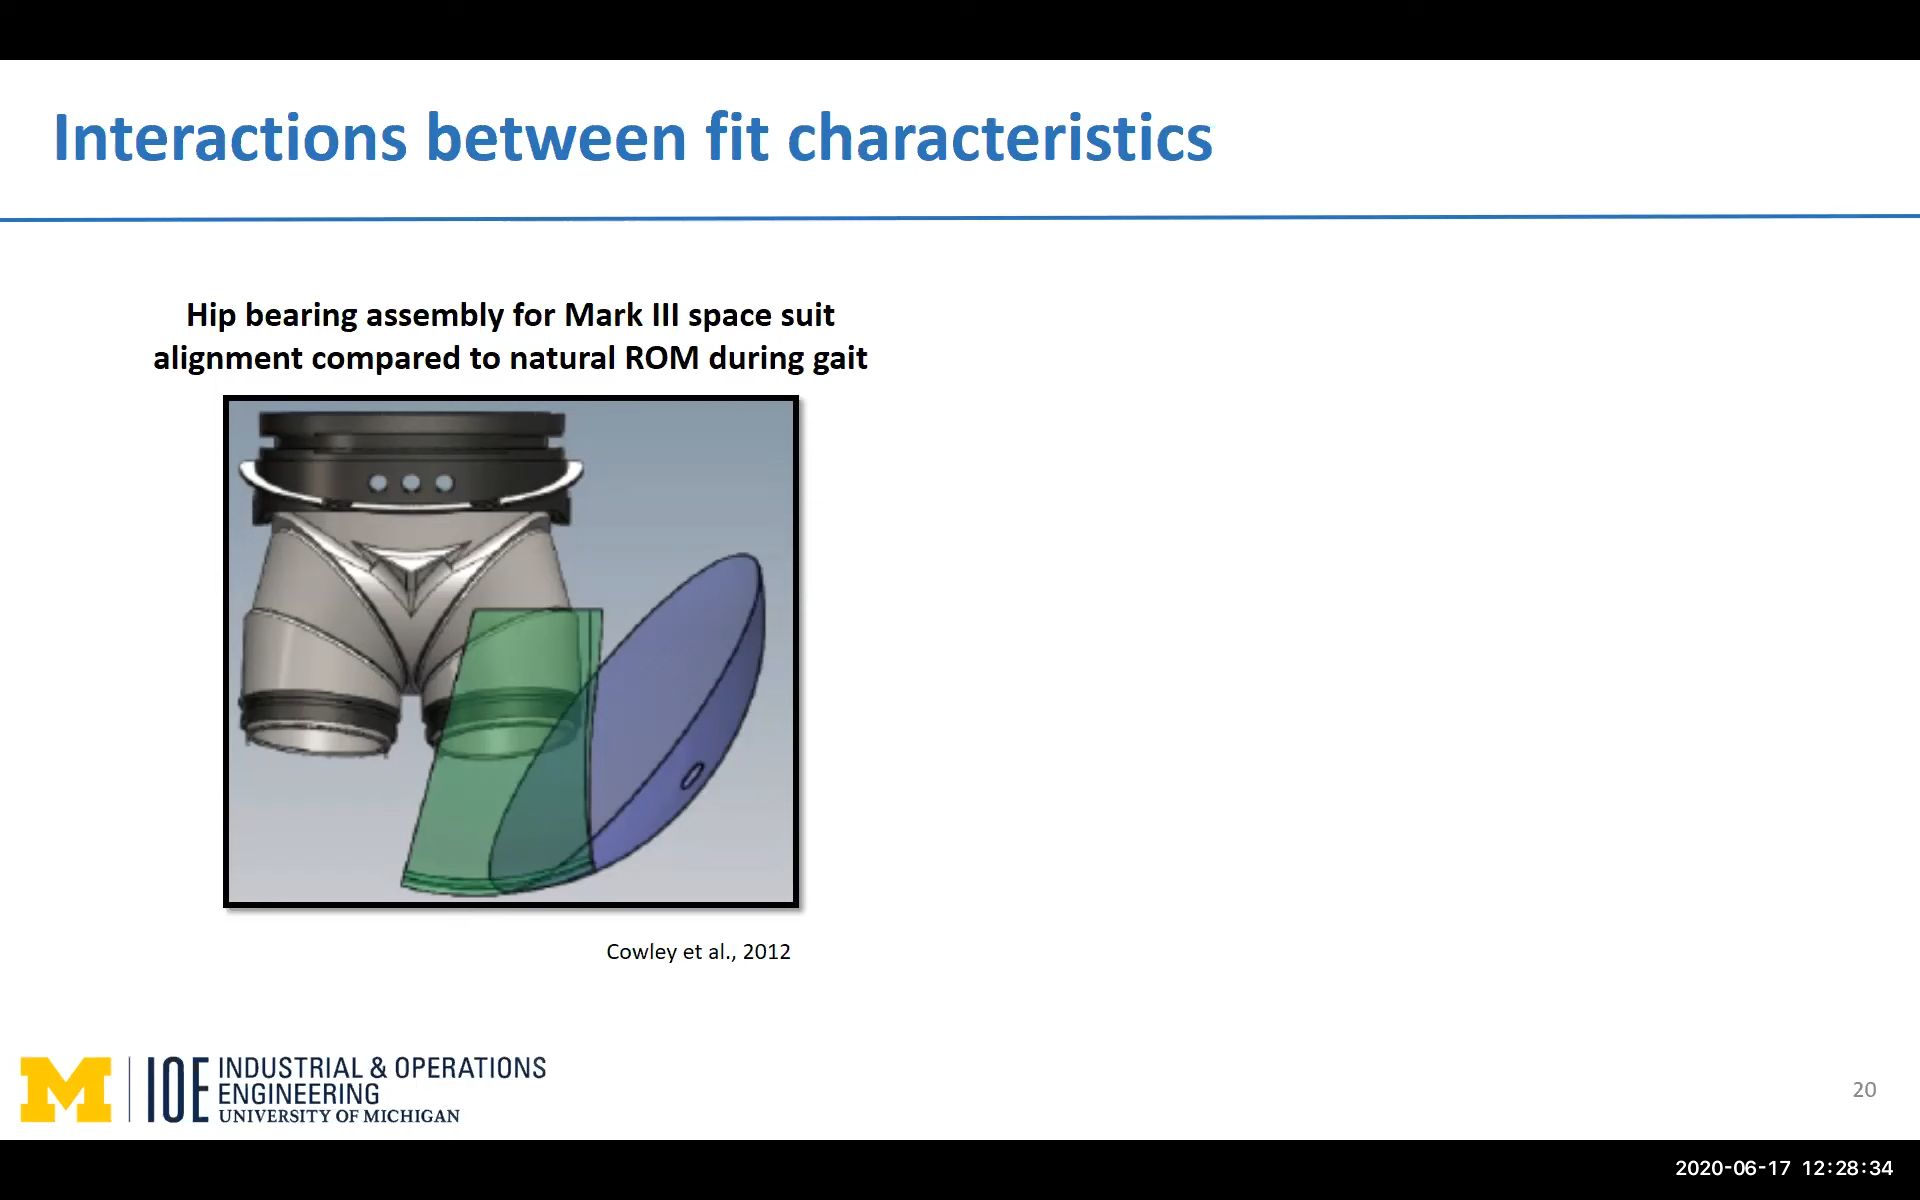 Interactions between fit characteristics
Hip bearing assembly for Mark III space suit
alignment compared to natural ROM during gait
Cowley et al., 2012
M IOE INDUSTRIAL & OPERATIONS
ENGINEERING
UNIVERSITY OF MICHIGAN
20
2020-06-17 12:28:34